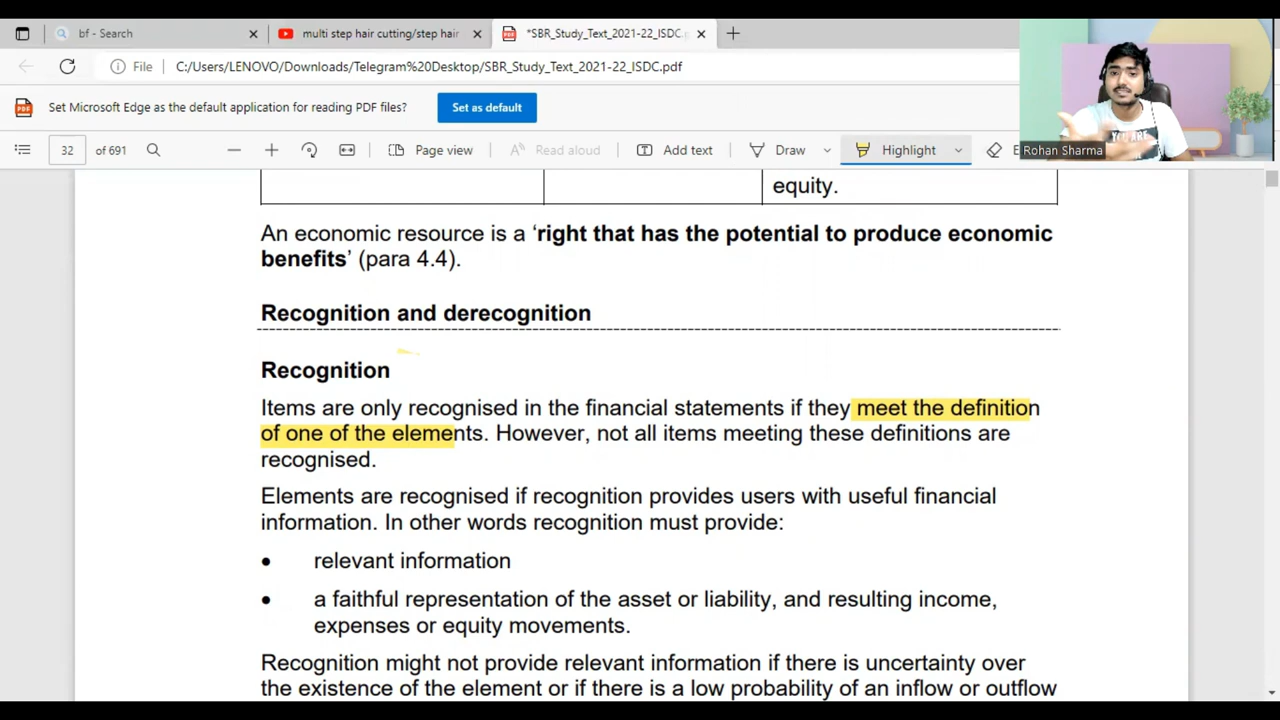 bf - Search
multi step hair cutting/step hair
*SBR_Study_Text_2021-22_ISDC.p
File
C:/Users/LENOVO/Downloads/Telegram%20Desktop/SBR_Study_Text_2021-22_ISDC.pdf
Set Microsoft Edge as the default application for reading PDF files?
Set as default
32
of 691
Page view
Read aloud
Add text
Draw
Highlight
E
Rohan Sharma
equity.
An economic resource is a ‘right that has the potential to produce economic
benefits’ (para 4.4).
Recognition and derecognition
Recognition
Items are only recognised in the financial statements if they meet the definition
of one of the elements. However, not all items meeting these definitions are
recognised.
Elements are recognised if recognition provides users with useful financial
information. In other words recognition must provide:
• relevant information
• a faithful representation of the asset or liability, and resulting income,
expenses or equity movements.
Recognition might not provide relevant information if there is uncertainty over
the existence of the element or if there is a low probability of an inflow or outflow